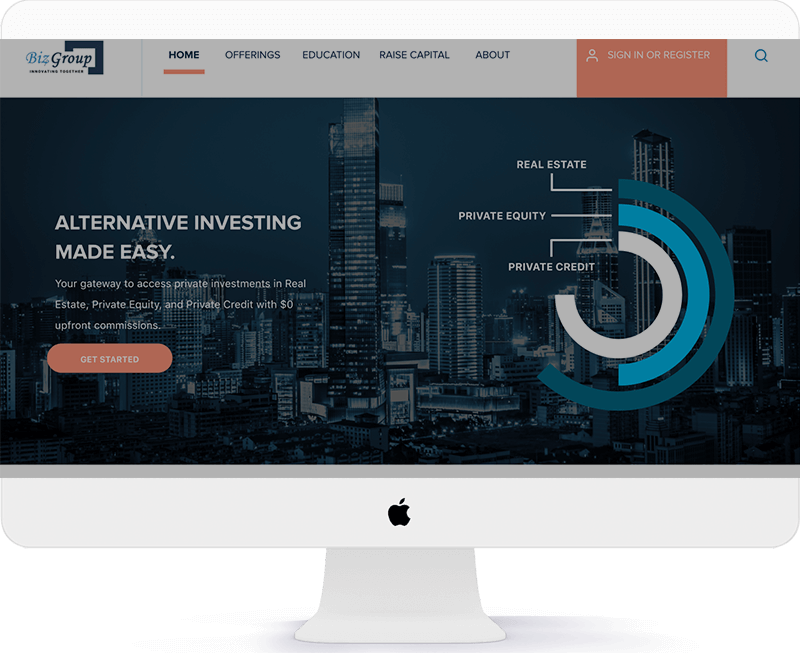 BizGroup
INNOVATING TOGETHER
HOME OFFERINGS EDUCATION RAISE CAPITAL ABOUT SIGN IN OR REGISTER
ALTERNATIVE INVESTING
MADE EASY.
Your gateway to access private investments in Real
Estate, Private Equity, and Private Credit with $0
upfront commissions.
GET STARTED
REAL ESTATE
PRIVATE EQUITY
PRIVATE CREDIT